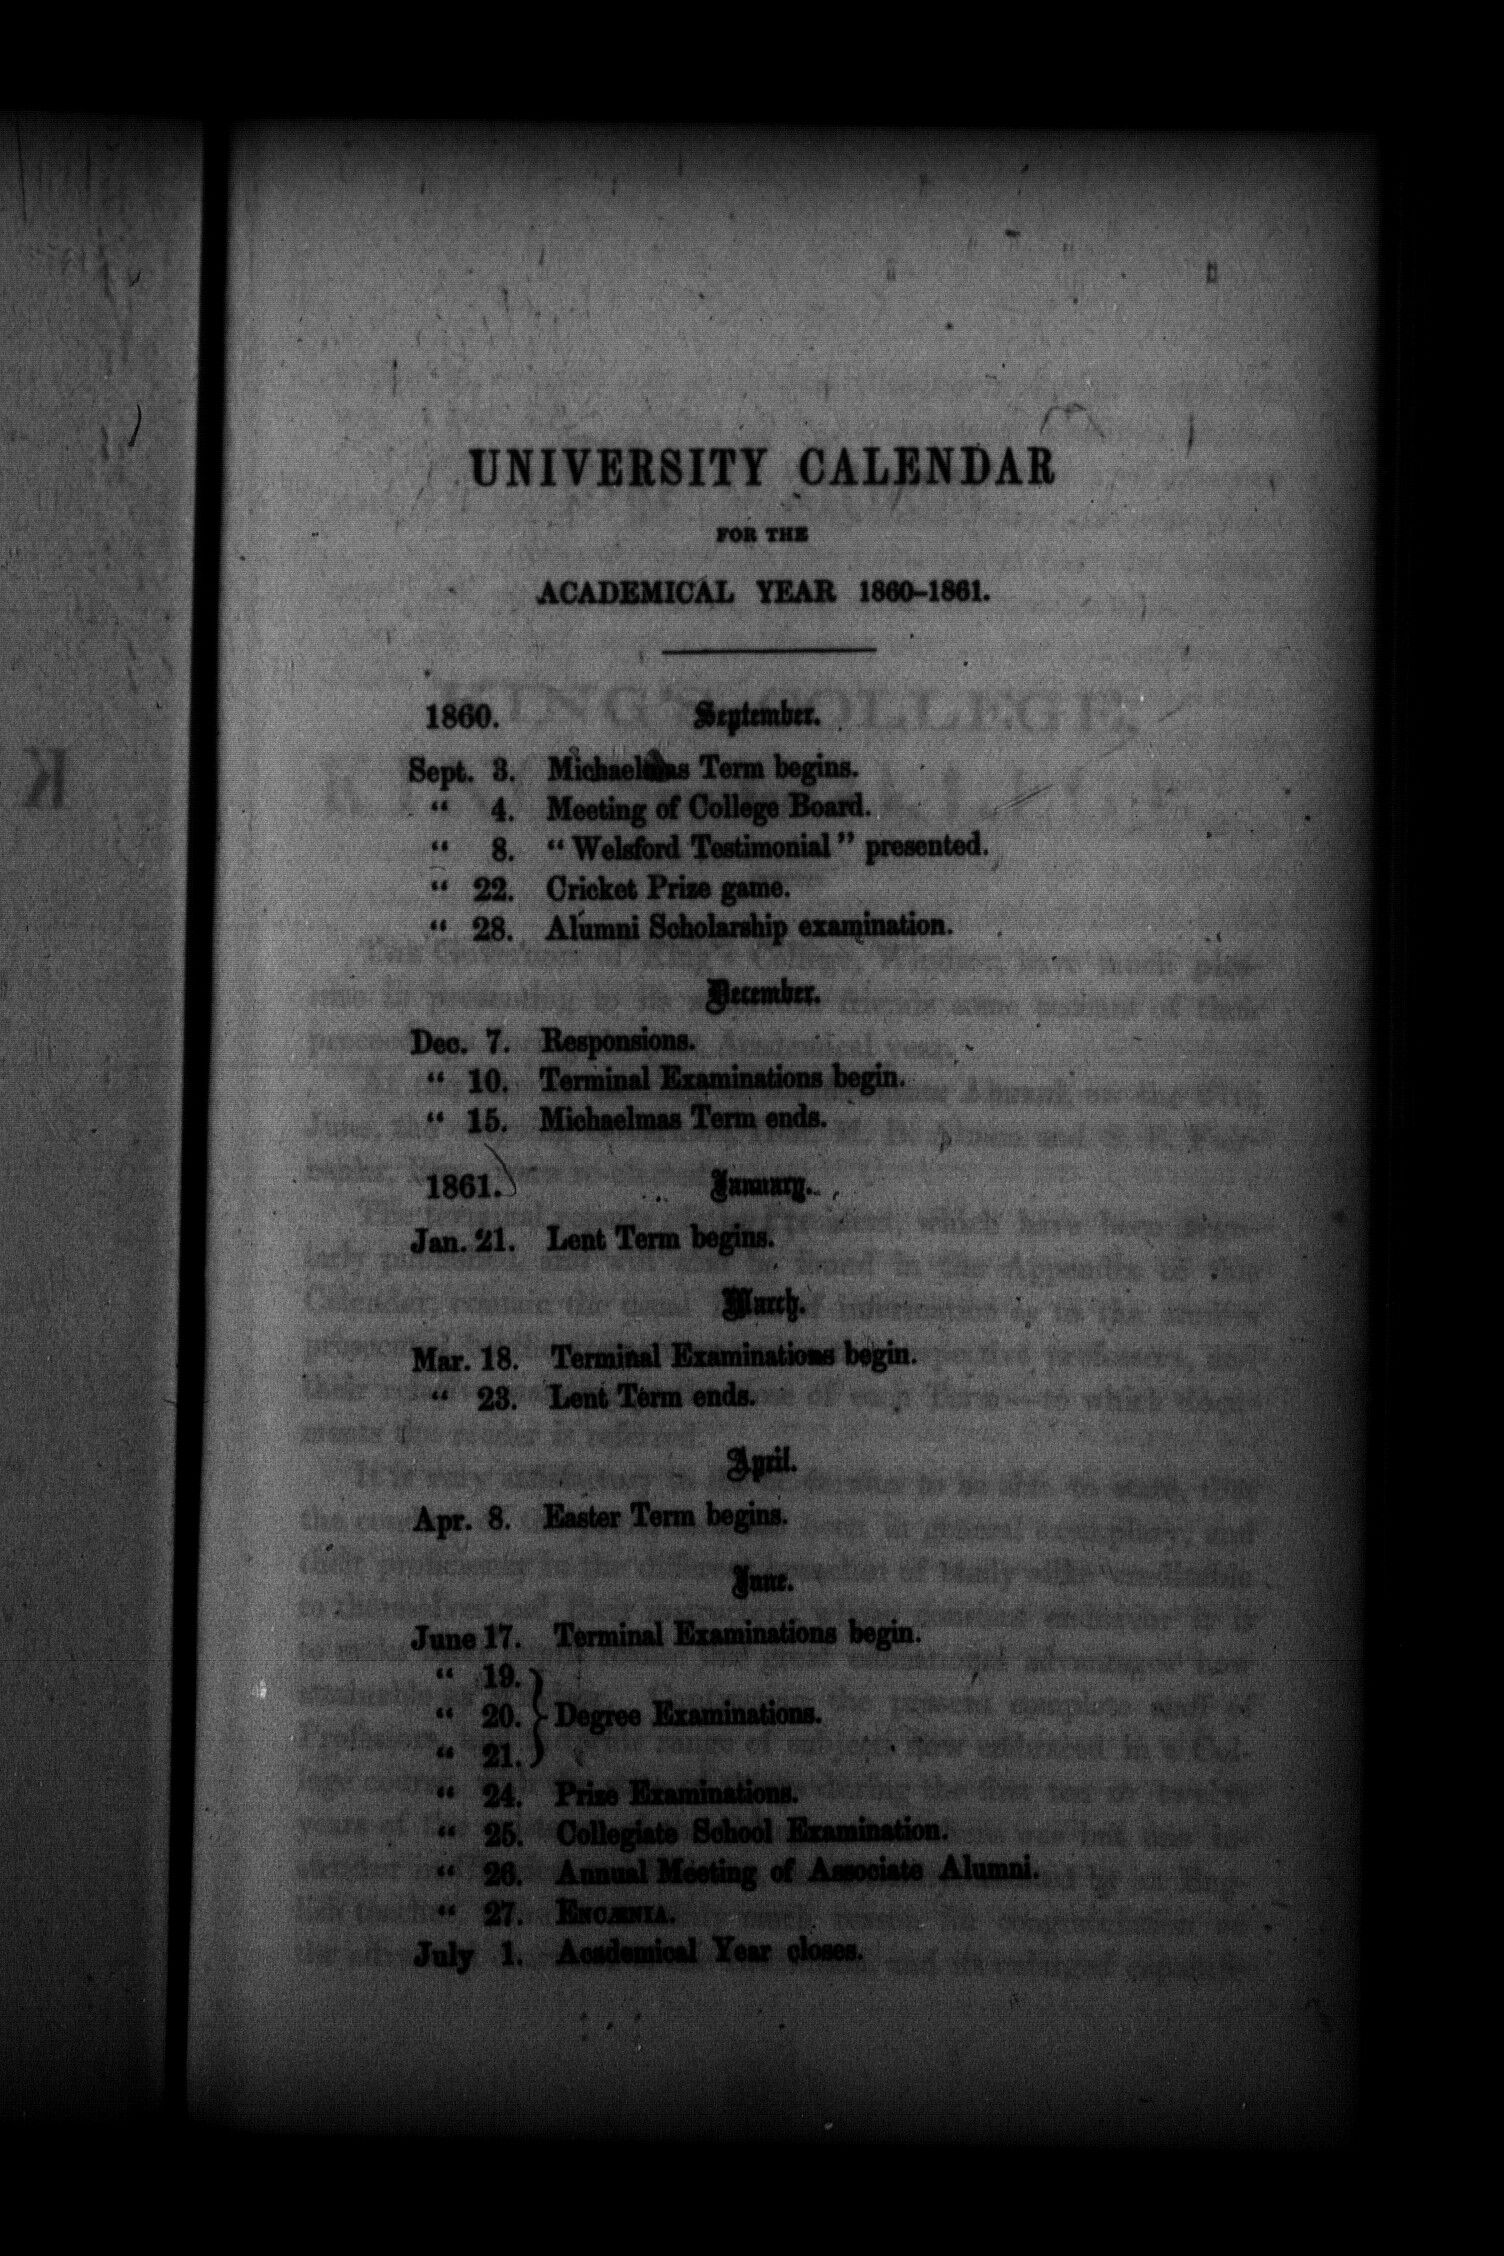 UNIVERSITY CALENDAR
FOR THE
ACADEMICAL YEAR 1860–1861.
1860. September.
Sept. 3. Michaelmas Term begins.
“ 4. Meeting of College Board.
“ 8. “ Welsford Testimonial ” presented.
“ 22. Cricket Prize game.
“ 28. Alumni Scholarship examination.
December.
Dec. 7. Responsions.
“ 10. Terminal Examinations begin.
“ 15. Michaelmas Term ends.
1861. January.
Jan. 21. Lent Term begins.
March.
Mar. 18. Terminal Examinations begin.
“ 23. Lent Term ends.
April.
Apr. 8. Easter Term begins.
June.
June 17. Terminal Examinations begin.
“ 19.
“ 20. } Degree Examinations.
“ 21.
“ 24. Prize Examinations.
“ 25. Collegiate School Examination.
“ 26. Annual Meeting of Associate Alumni.
“ 27. ENCÆNIA.
July 1. Academical Year closes.